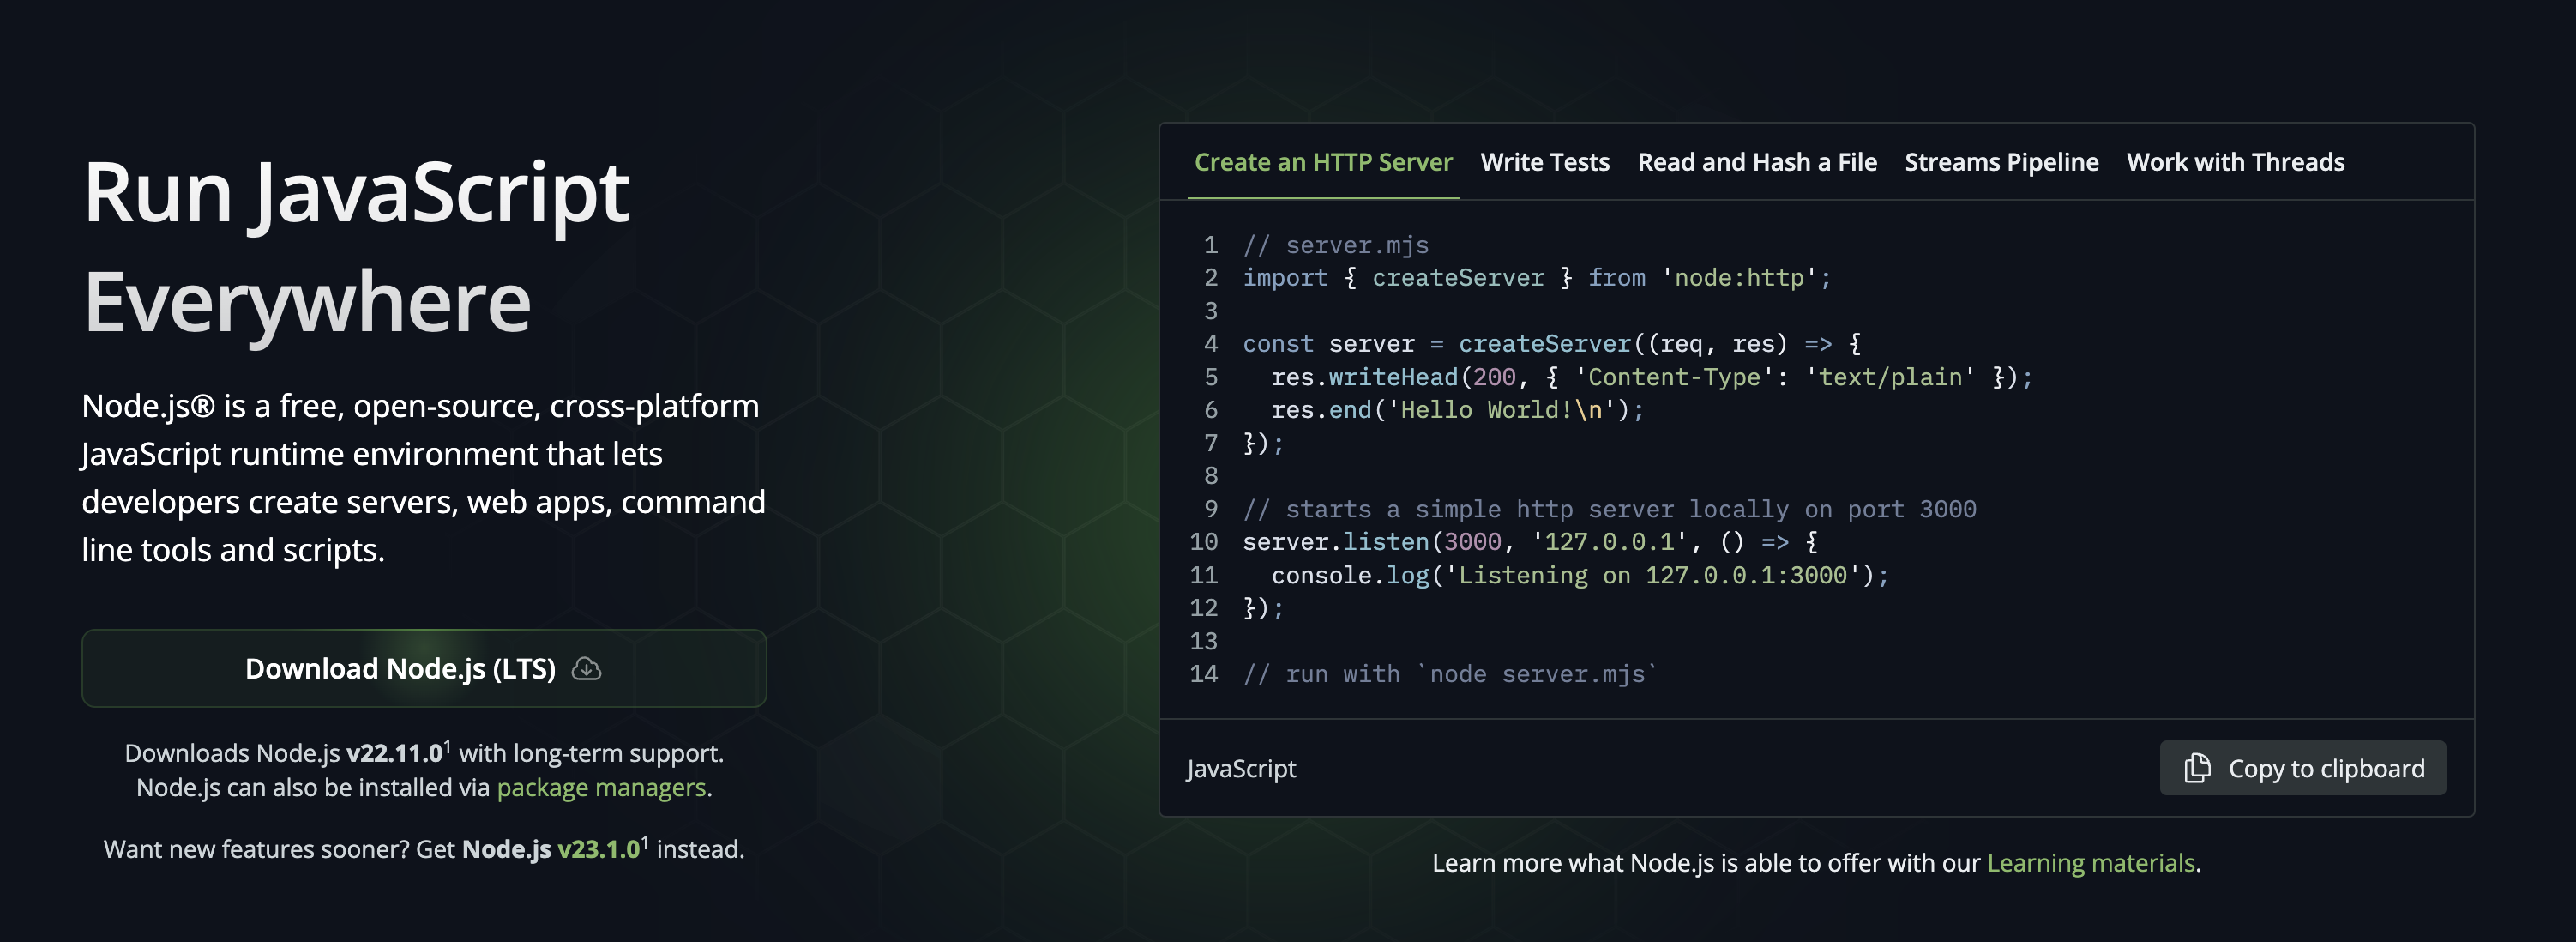 Run JavaScript
Everywhere
Node.js® is a free, open-source, cross-platform
JavaScript runtime environment that lets
developers create servers, web apps, command
line tools and scripts.
Download Node.js (LTS)
Downloads Node.js v22.11.0¹ with long-term support.
Node.js can also be installed via package managers.
Want new features sooner? Get Node.js v23.1.0¹ instead.
Create an HTTP Server Write Tests Read and Hash a File Streams Pipeline Work with Threads
1 // server.mjs
2 import { createServer } from 'node:http';
3
4 const server = createServer((req, res) => {
5   res.writeHead(200, { 'Content-Type': 'text/plain' });
6   res.end('Hello World!\n');
7 });
8
9 // starts a simple http server locally on port 3000
10 server.listen(3000, '127.0.0.1', () => {
11   console.log('Listening on 127.0.0.1:3000');
12 });
13
14 // run with `node server.mjs`
JavaScript
Copy to clipboard
Learn more what Node.js is able to offer with our Learning materials.